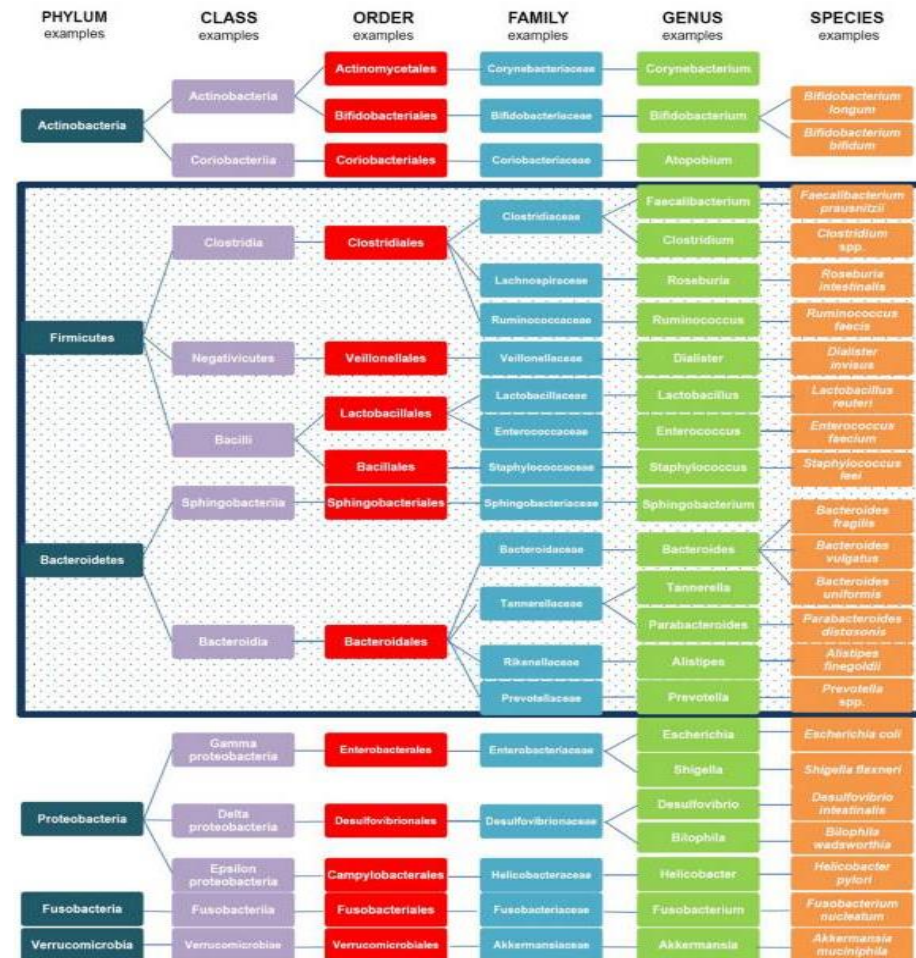 PHYLUM
examples
CLASS
examples
ORDER
examples
FAMILY
examples
GENUS
examples
SPECIES
examples
Actinobacteria
Actinobacteria
Actinomycetales
Corynebacteriaceae
Corynebacterium
Bifidobacteriales
Bifidobacteriaceae
Bifidobacterium
Bifidobacterium
longum
Bifidobacterium
bifidum
Coriobacteriia
Coriobacteriales
Coriobacteriaceae
Atopobium
Firmicutes
Clostridia
Clostridiales
Clostridiaceae
Faecalibacterium
Faecalibacterium
prausnitzii
Clostridium
Clostridium
spp.
Lachnospiraceae
Roseburia
Roseburia
intestinalis
Ruminococcaceae
Ruminococcus
Ruminococcus
faecis
Negativicutes
Veillonellales
Veillonellaceae
Dialister
Dialister
invisus
Bacilli
Lactobacillales
Lactobacillaceae
Lactobacillus
Lactobacillus
reuteri
Enterococcaceae
Enterococcus
Enterococcus
faecium
Bacillales
Staphylococcaceae
Staphylococcus
Staphylococcus
leei
Bacteroidetes
Sphingobacteriia
Sphingobacteriales
Sphingobacteriaceae
Sphingobacterium
Bacteroidia
Bacteroidales
Bacteroidaceae
Bacteroides
Bacteroides
fragilis
Bacteroides
vulgatus
Bacteroides
uniformis
Tannerellaceae
Tannerella
Parabacteroides
Parabacteroides
distasonis
Rikenellaceae
Alistipes
Alistipes
finegoldii
Prevotellaceae
Prevotella
Prevotella
spp.
Proteobacteria
Gamma
proteobacteria
Enterobacterales
Enterobacteriaceae
Escherichia
Escherichia coli
Shigella
Shigella flexneri
Delta
proteobacteria
Desulfovibrionales
Desulfovibrionaceae
Desulfovibrio
Desulfovibrio
intestinalis
Bilophila
Bilophila
wadsworthia
Epsilon
proteobacteria
Campylobacterales
Helicobacteraceae
Helicobacter
Helicobacter
pylori
Fusobacteria
Fusobacteriia
Fusobacteriales
Fusobacteriaceae
Fusobacterium
Fusobacterium
nucleatum
Verrucomicrobia
Verrucomicrobiae
Verrucomicrobiales
Akkermansiaceae
Akkermansia
Akkermansia
muciniphila